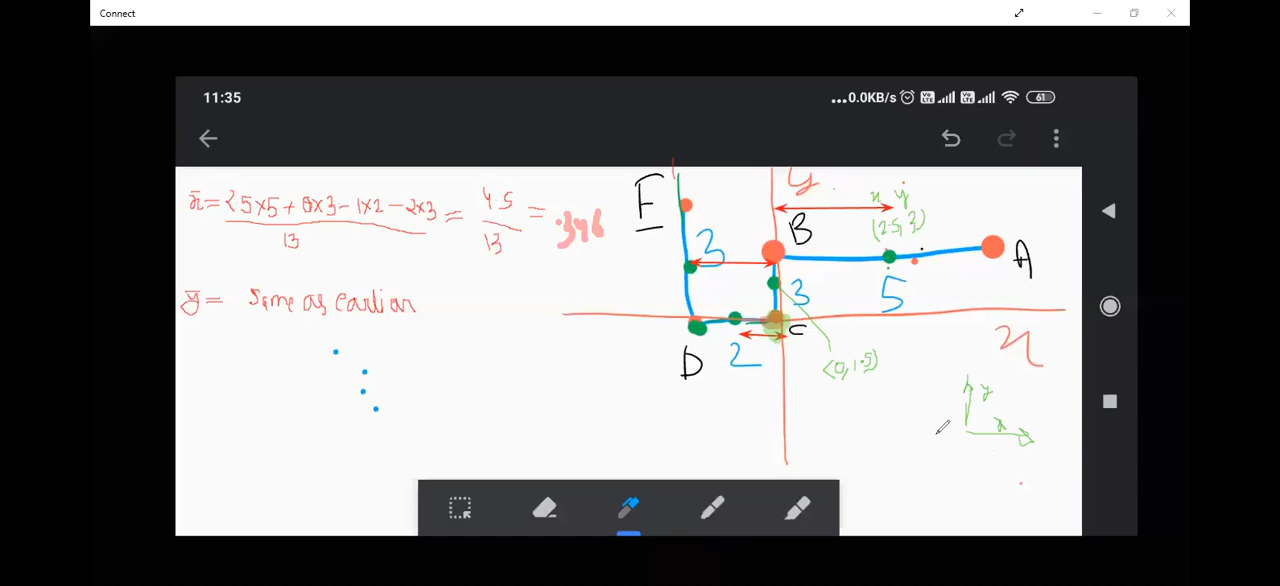 Connect
11:35
...0.0KB/s
61
y
E
x̄ = {5×5 + 0×3 − 1×2 − 2×3 = 4.5 = .346
13 13
x y
(2.5, 3)
B
A
3
5
3
ȳ = Same as earlier
C
D
2
x
(0, 1.5)
y
x